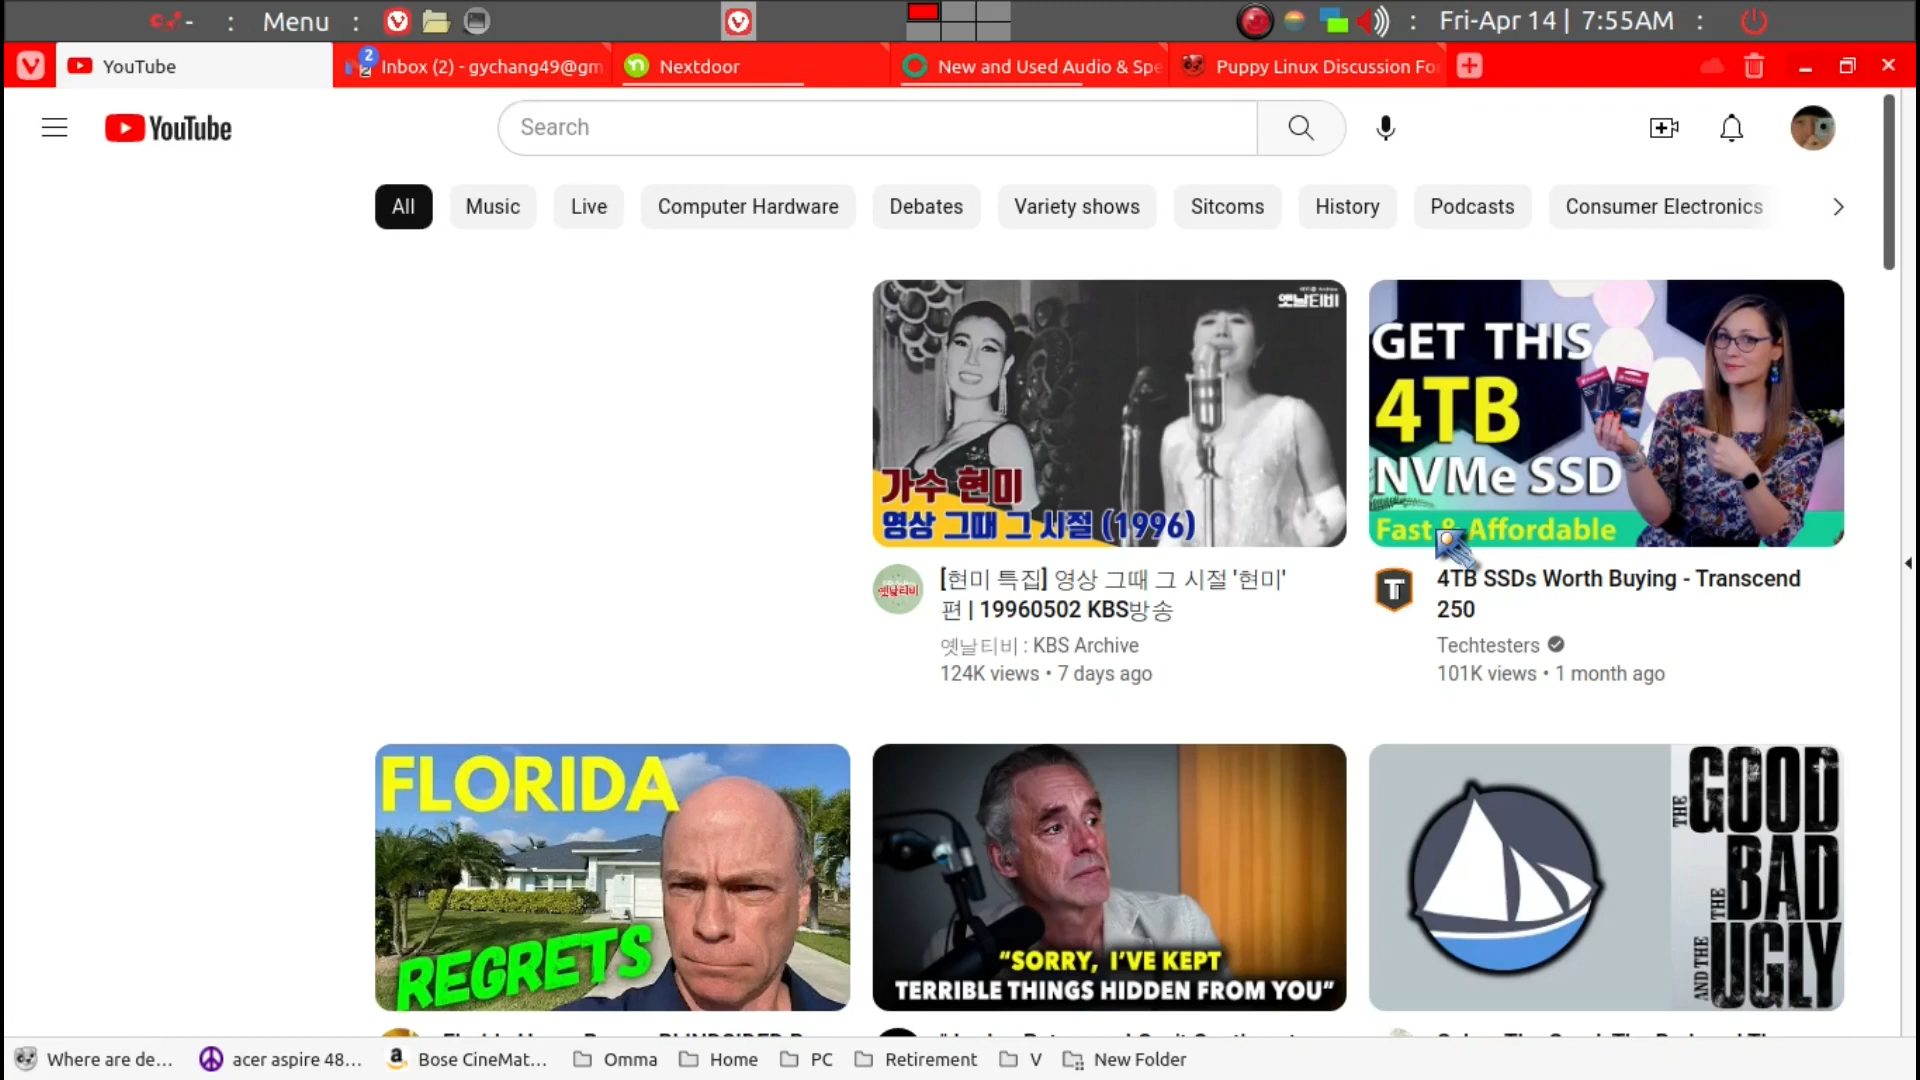 Menu
Fri-Apr 14 | 7:55AM
YouTube
2
Inbox (2) - gychang49@gm
Nextdoor
New and Used Audio & Spe
Puppy Linux Discussion Fo
YouTube
Search
All
Music
Live
Computer Hardware
Debates
Variety shows
Sitcoms
History
Podcasts
Consumer Electronics
옛날티비
가수 현미
영상 그때 그 시절 (1996)
GET THIS
4TB
NVMe SSD
Fast & Affordable
옛날티비
[현미 특집] 영상 그때 그 시절 '현미'
편 | 19960502 KBS방송
옛날티비 : KBS Archive
124K views • 7 days ago
4TB SSDs Worth Buying - Transcend
250
Techtesters
101K views • 1 month ago
FLORIDA
REGRETS
"SORRY, I'VE KEPT
TERRIBLE THINGS HIDDEN FROM YOU"
THE GOOD
THE BAD
AND THE UGLY
Where are de...
acer aspire 48...
Bose CineMat...
Omma
Home
PC
Retirement
V
New Folder